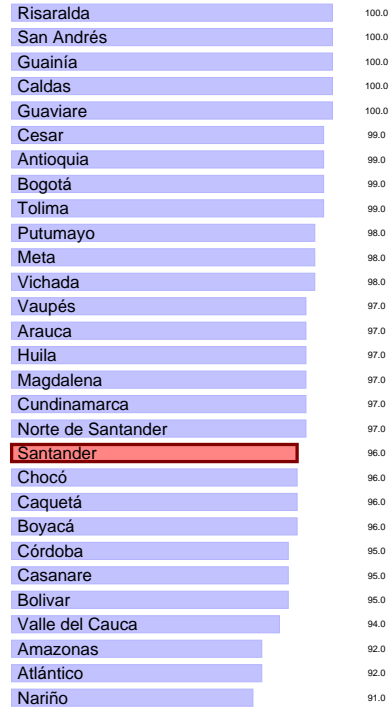 Risaralda 100.0
San Andrés 100.0
Guainía 100.0
Caldas 100.0
Guaviare 100.0
Cesar 99.0
Antioquia 99.0
Bogotá 99.0
Tolima 99.0
Putumayo 98.0
Meta 98.0
Vichada 98.0
Vaupés 97.0
Arauca 97.0
Huila 97.0
Magdalena 97.0
Cundinamarca 97.0
Norte de Santander 97.0
Santander 96.0
Chocó 96.0
Caquetá 96.0
Boyacá 96.0
Córdoba 95.0
Casanare 95.0
Bolivar 95.0
Valle del Cauca 94.0
Amazonas 92.0
Atlántico 92.0
Nariño 91.0